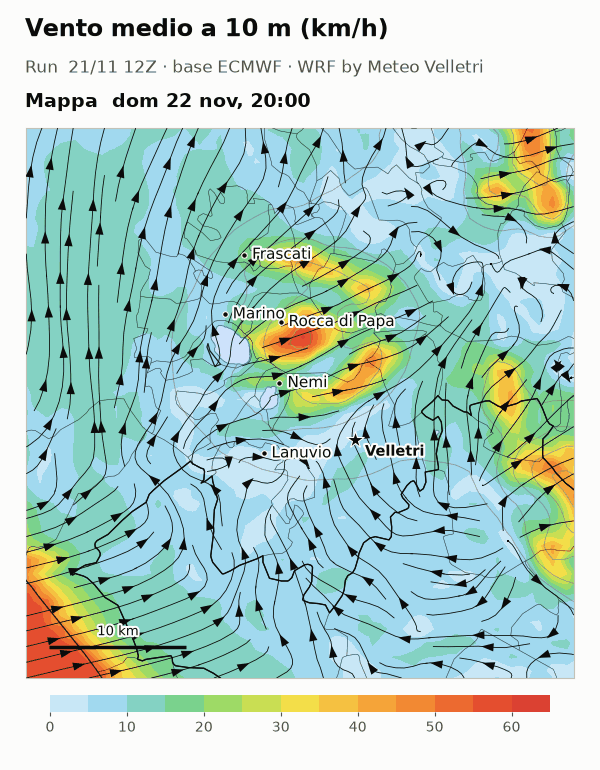 Vento medio a 10 m (km/h)
Run  21/11 12Z · base ECMWF · WRF by Meteo Velletri
Mappa  dom 22 nov, 20:00
Frascati
Marino
Rocca di Papa
Nemi
Lanuvio
Velletri
10 km
0 10 20 30 40 50 60